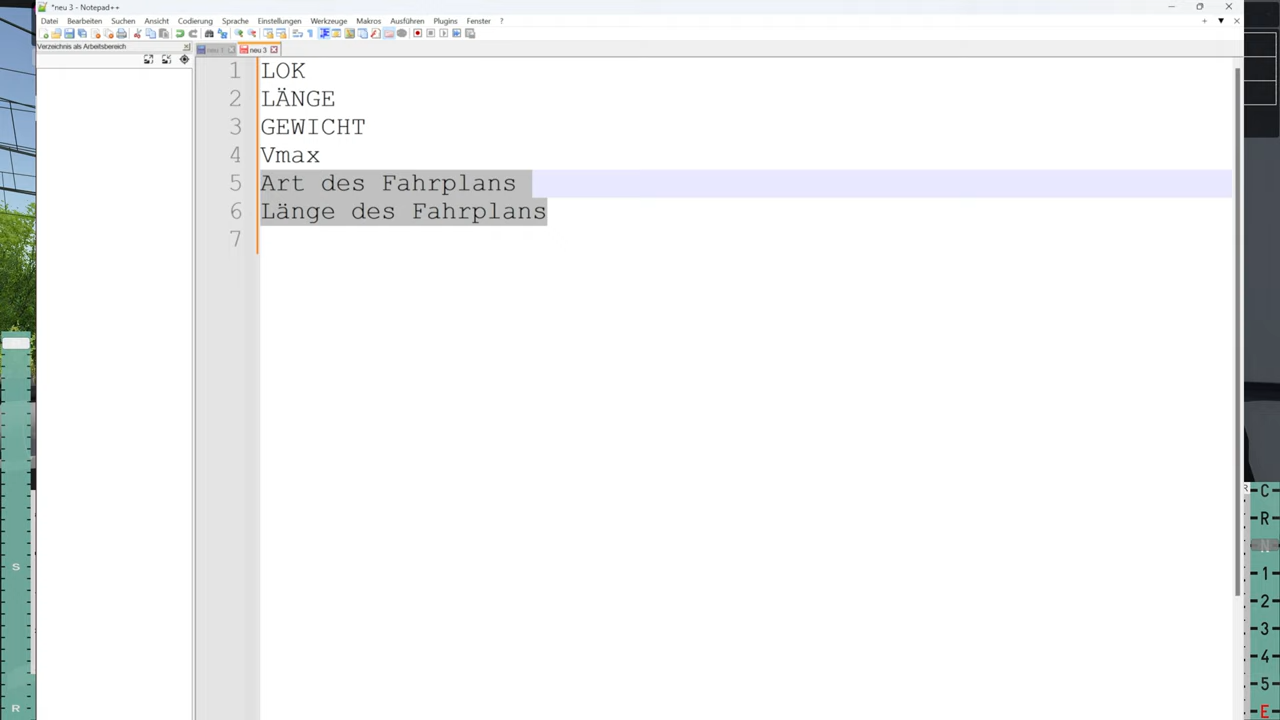 *neu 3 - Notepad++
Datei Bearbeiten Suchen Ansicht Codierung Sprache Einstellungen Werkzeuge Makros Ausführen Plugins Fenster ?
Verzeichnis als Arbeitsbereich
neu 1 neu 3
1 LOK
2 LÄNGE
3 GEWICHT
4 Vmax
5 Art des Fahrplans
6 Länge des Fahrplans
7
S
R
R
C
R
N
1
2
3
4
5
E